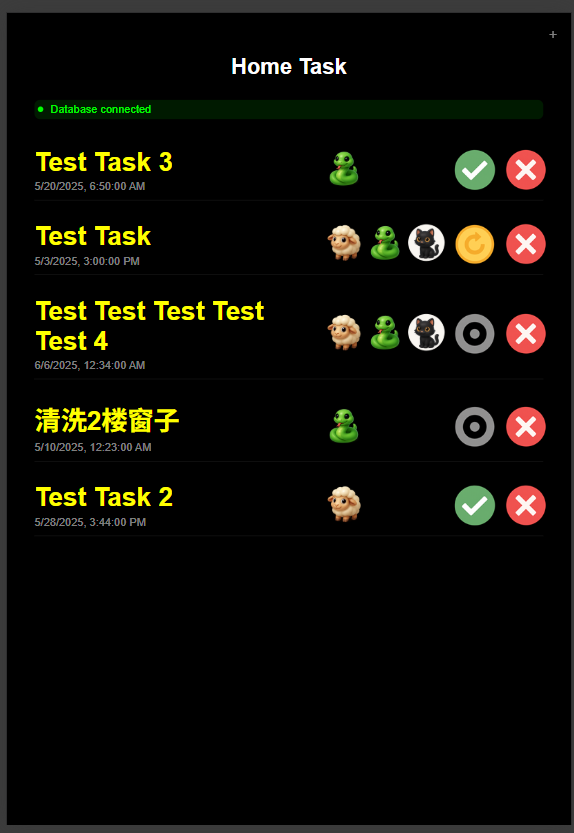 +
Home Task
Database connected
Test Task 3
5/20/2025, 6:50:00 AM
Test Task
5/3/2025, 3:00:00 PM
Test Test Test Test
Test 4
6/6/2025, 12:34:00 AM
清洗2楼窗子
5/10/2025, 12:23:00 AM
Test Task 2
5/28/2025, 3:44:00 PM